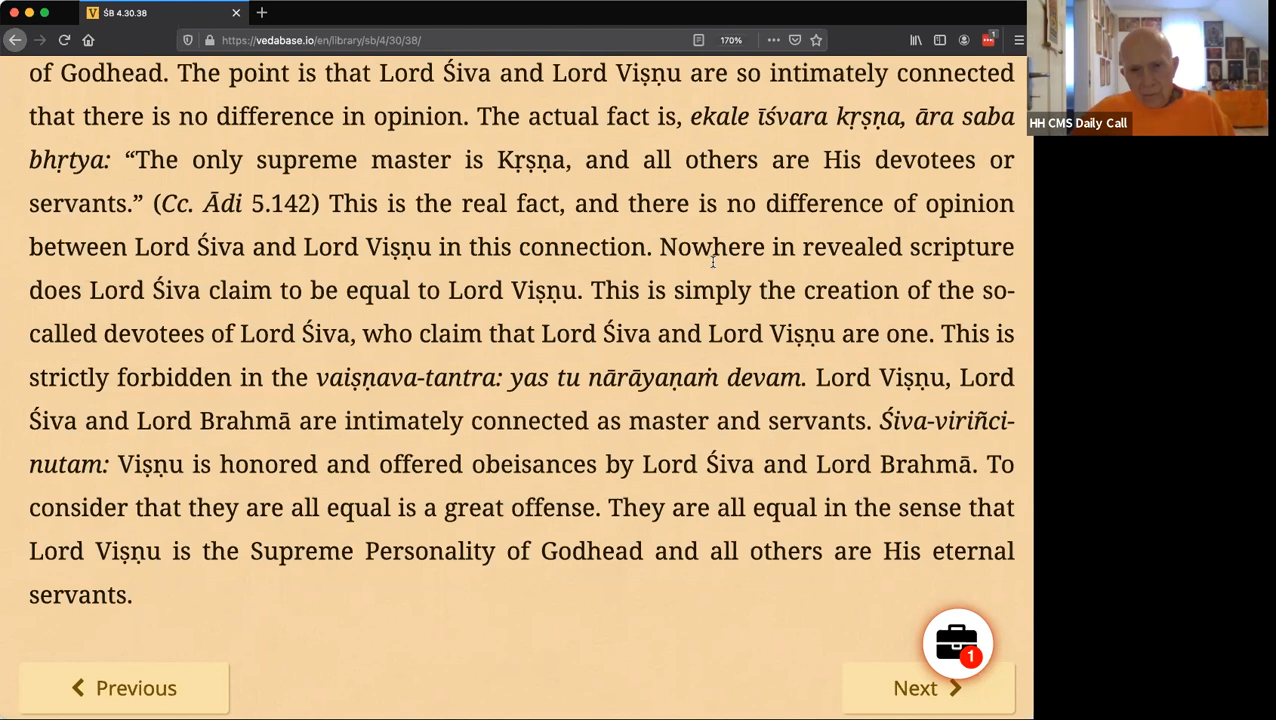 ŚB 4.30.38
https://vedabase.io/en/library/sb/4/30/38/
170%
1
of Godhead. The point is that Lord Śiva and Lord Viṣṇu are so intimately connected
that there is no difference in opinion. The actual fact is, ekale īśvara kṛṣṇa, āra saba
bhṛtya: “The only supreme master is Kṛṣṇa, and all others are His devotees or
servants.” (Cc. Ādi 5.142) This is the real fact, and there is no difference of opinion
between Lord Śiva and Lord Viṣṇu in this connection. Nowhere in revealed scripture
does Lord Śiva claim to be equal to Lord Viṣṇu. This is simply the creation of the so-
called devotees of Lord Śiva, who claim that Lord Śiva and Lord Viṣṇu are one. This is
strictly forbidden in the vaiṣṇava-tantra: yas tu nārāyaṇaṁ devam. Lord Viṣṇu, Lord
Śiva and Lord Brahmā are intimately connected as master and servants. Śiva-viriñci-
nutam: Viṣṇu is honored and offered obeisances by Lord Śiva and Lord Brahmā. To
consider that they are all equal is a great offense. They are all equal in the sense that
Lord Viṣṇu is the Supreme Personality of Godhead and all others are His eternal
servants.
1
Previous
Next
HH CMS Daily Call